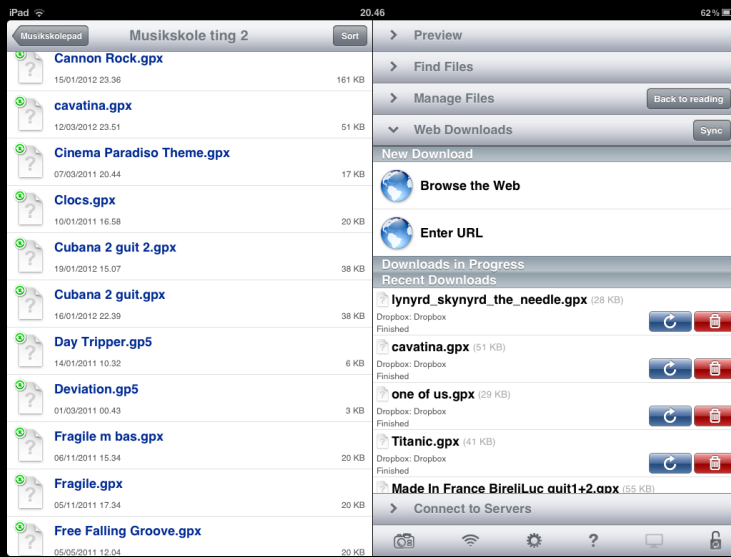 iPad 20.46 62 %
Musikskolepad Musikskole ting 2 Sort
Cannon Rock.gpx
15/01/2012 23.36 161 KB
cavatina.gpx
12/03/2012 23.51 51 KB
Cinema Paradiso Theme.gpx
07/03/2011 20.44 17 KB
Clocs.gpx
10/01/2011 16.58 20 KB
Cubana 2 guit 2.gpx
19/01/2012 15.07 38 KB
Cubana 2 guit.gpx
16/01/2012 22.39 38 KB
Day Tripper.gp5
14/01/2011 10.32 6 KB
Deviation.gp5
01/03/2011 00.43 3 KB
Fragile m bas.gpx
06/11/2011 15.34 20 KB
Fragile.gpx
05/11/2011 17.34 20 KB
Free Falling Groove.gpx
05/05/2011 12.04 20 KB
Preview
Find Files
Manage Files Back to reading
Web Downloads Sync
New Download
Browse the Web
Enter URL
Downloads in Progress
Recent Downloads
lynyrd_skynyrd_the_needle.gpx (28 KB)
Dropbox: Dropbox
Finished
cavatina.gpx (51 KB)
Dropbox: Dropbox
Finished
one of us.gpx (29 KB)
Dropbox: Dropbox
Finished
Titanic.gpx (41 KB)
Dropbox: Dropbox
Finished
Made In France BireliLuc guit1+2.gpx (55 KB)
Connect to Servers